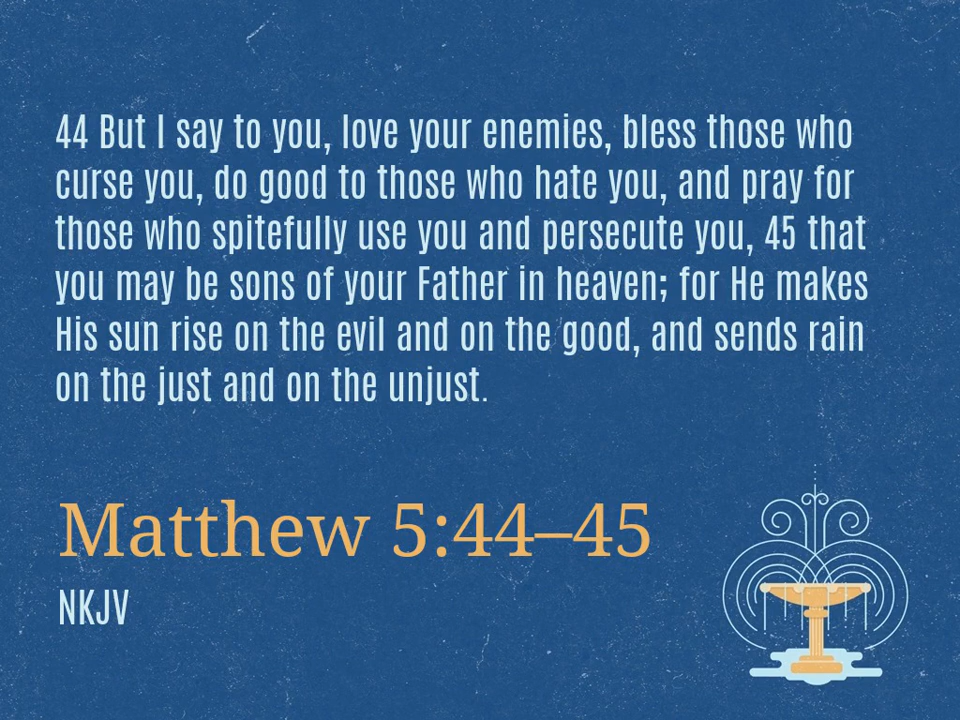 44 But I say to you, love your enemies, bless those who
curse you, do good to those who hate you, and pray for
those who spitefully use you and persecute you, 45 that
you may be sons of your Father in heaven; for He makes
His sun rise on the evil and on the good, and sends rain
on the just and on the unjust.
Matthew 5:44–45
NKJV